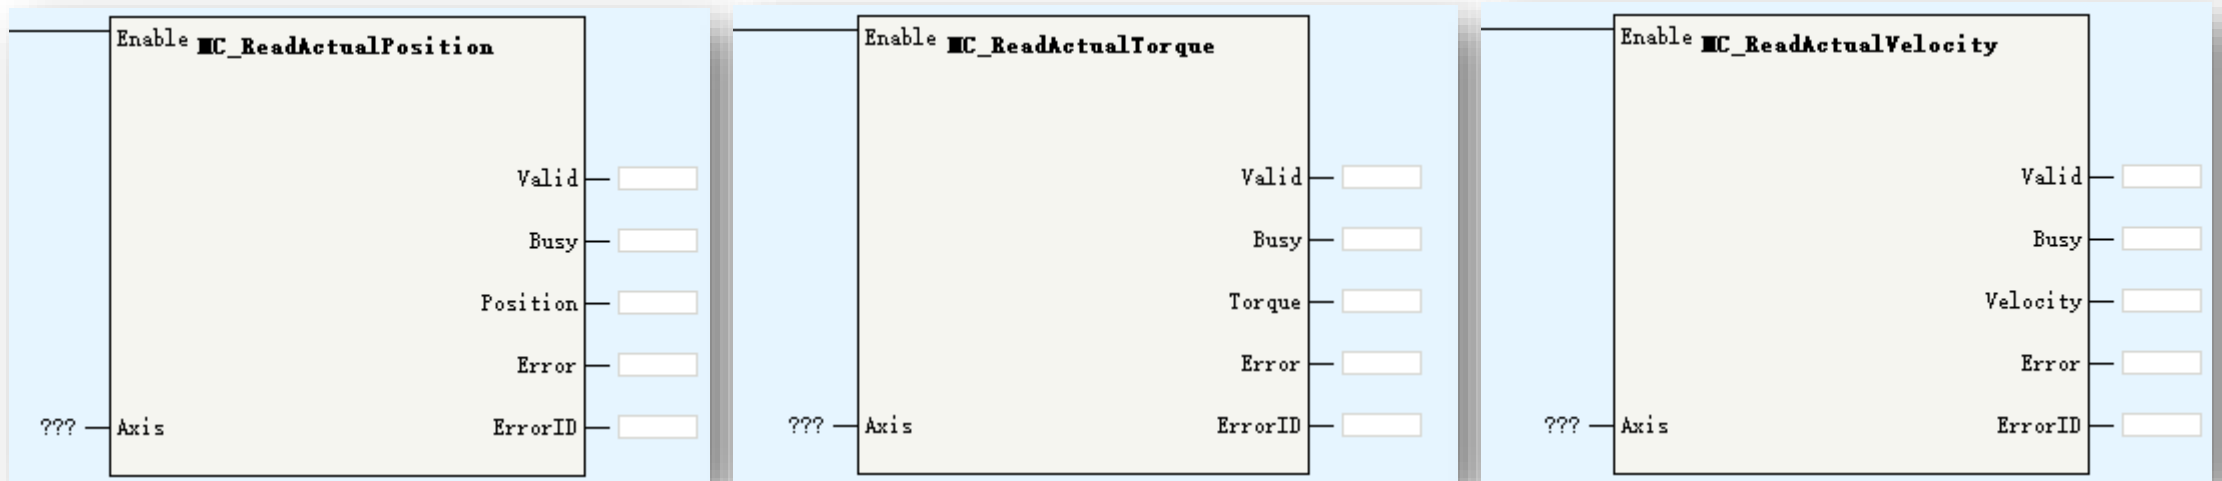 Enable MC_ReadActualPosition
Valid
Busy
Position
Error
??? Axis ErrorID
Enable MC_ReadActualTorque
Valid
Busy
Torque
Error
??? Axis ErrorID
Enable MC_ReadActualVelocity
Valid
Busy
Velocity
Error
??? Axis ErrorID